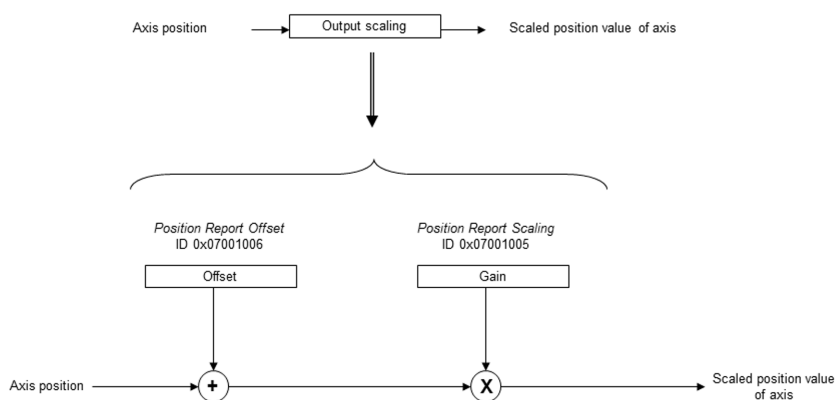 Axis position
Output scaling
Scaled position value of axis
Position Report Offset
ID 0x07001006
Position Report Scaling
ID 0x07001005
Offset
Gain
Axis position
+
X
Scaled position value
of axis